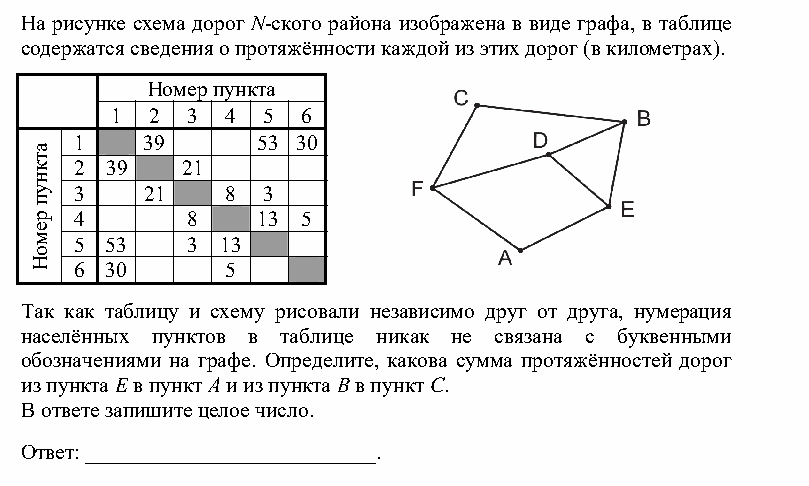 На рисунке схема дорог N-ского района изображена в виде графа, в таблице
содержатся сведения о протяжённости каждой из этих дорог (в километрах).
Номер пункта
1 2 3 4 5 6
Номер пункта
1 39 53 30
2 39 21
3 21 8 3
4 8 13 5
5 53 3 13
6 30 5
C
B
D
F
E
A
Так как таблицу и схему рисовали независимо друг от друга, нумерация
населённых пунктов в таблице никак не связана с буквенными
обозначениями на графе. Определите, какова сумма протяжённостей дорог
из пункта E в пункт A и из пункта B в пункт C.
В ответе запишите целое число.
Ответ: ___________________________.